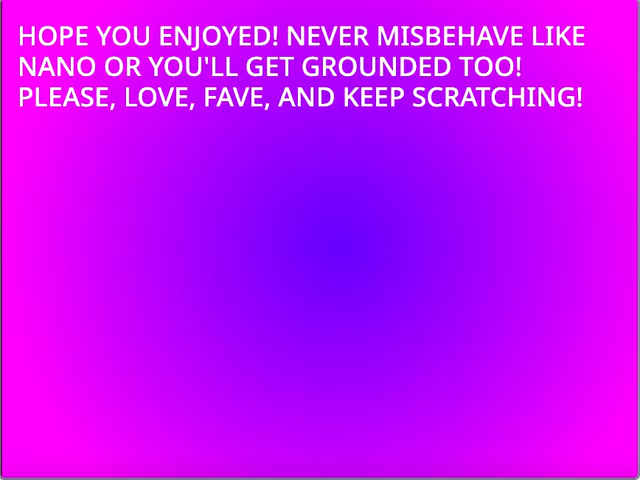 HOPE YOU ENJOYED! NEVER MISBEHAVE LIKE
NANO OR YOU'LL GET GROUNDED TOO!
PLEASE, LOVE, FAVE, AND KEEP SCRATCHING!